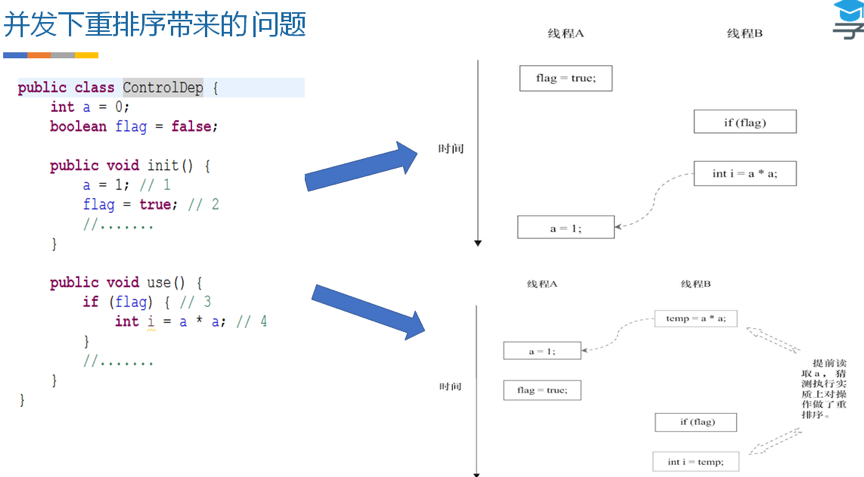 并发下重排序带来的问题
public class ControlDep {
int a = 0;
boolean flag = false;
public void init() {
a = 1; // 1
flag = true; // 2
//.......
}
public void use() {
if (flag) { // 3
int i = a * a; // 4
}
//.......
}
}
线程A
线程B
flag = true;
if (flag)
时间
int i = a * a;
a = 1;
线程A
线程B
temp = a * a;
a = 1;
提前读
取a，猜
测执行实
质上对操
作做了重
排序。
时间
flag = true;
if (flag)
int i = temp;